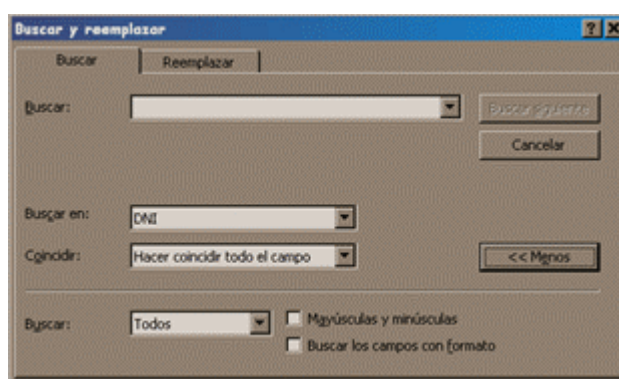 Buscar y reemplazar
Buscar
Reemplazar
Buscar:
Buscar siguiente
Cancelar
Buscar en:
DNI
Coincidir:
Hacer coincidir todo el campo
<< Menos
Buscar:
Todos
Mayúsculas y minúsculas
Buscar los campos con formato